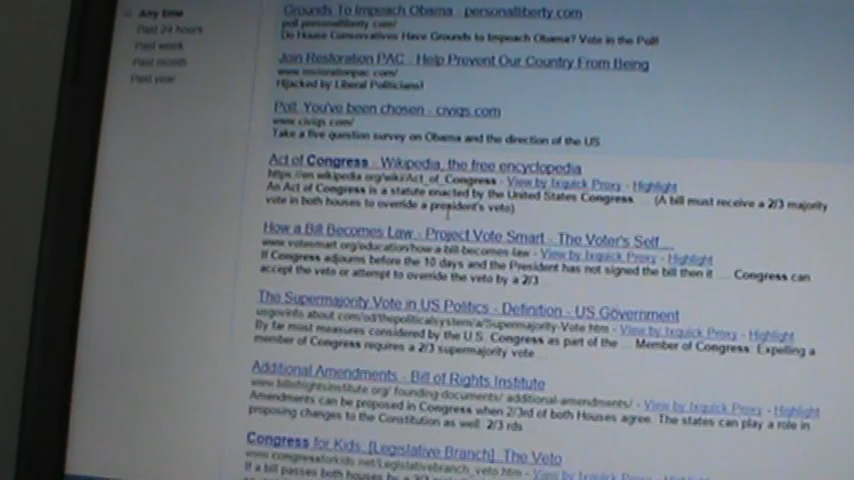 Any time
Past 24 hours
Past week
Past month
Past year
Grounds To Impeach Obama - personalliberty.com
poll.personalliberty.com/
Do House Conservatives Have Grounds to Impeach Obama? Vote in the Poll!
Join Restoration PAC - Help Prevent Our Country From Being
www.restorationpac.com/
Hijacked by Liberal Politicians!
Poll: You've been chosen - civiqs.com
www.civiqs.com/
Take a five question survey on Obama and the direction of the US.
Act of Congress - Wikipedia, the free encyclopedia
https://en.wikipedia.org/wiki/Act_of_Congress - View by Ixquick Proxy - Highlight
An Act of Congress is a statute enacted by the United States Congress ... (A bill must receive a 2/3 majority
vote in both houses to override a president's veto)
How a Bill Becomes Law - Project Vote Smart - The Voter's Self ...
www.votesmart.org/education/how-a-bill-becomes-law - View by Ixquick Proxy - Highlight
If Congress adjourns before the 10 days and the President has not signed the bill then it ... Congress can
accept the veto or attempt to override the veto by a 2/3 ...
The Supermajority Vote in US Politics - Definition - US Government
usgovinfo.about.com/od/thepoliticalsystem/a/Supermajority-Vote.htm - View by Ixquick Proxy - Highlight
By far most measures considered by the U.S. Congress as part of the ... Member of Congress: Expelling a
member of Congress requires a 2/3 supermajority vote ...
Additional Amendments - Bill of Rights Institute
www.billofrightsinstitute.org/ founding-documents/ additional-amendments/ - View by Ixquick Proxy - Highlight
Amendments can be proposed in Congress when 2/3rd of both Houses agree. The states can play a role in
proposing changes to the Constitution as well. 2/3 rds ...
Congress for Kids: [Legislative Branch], The Veto
www.congressforkids.net/Legislativebranch_veto.htm - View by Ixquick Proxy - Highlight
If a bill passes both houses by a 2/3